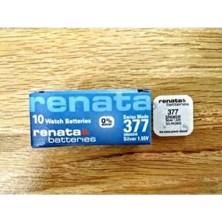 renata
10 Watch Batteries
0%
Swiss Made
377
renata
batteries
Silver 1.55V
renata
377